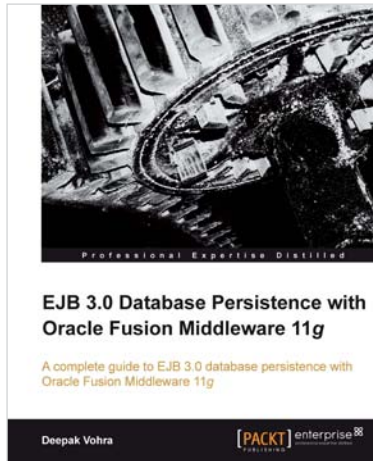 Professional Expertise Distilled
EJB 3.0 Database Persistence with
Oracle Fusion Middleware 11g
A complete guide to EJB 3.0 database persistence with
Oracle Fusion Middleware 11g
Deepak Vohra
[PACKT] enterprise
PUBLISHING